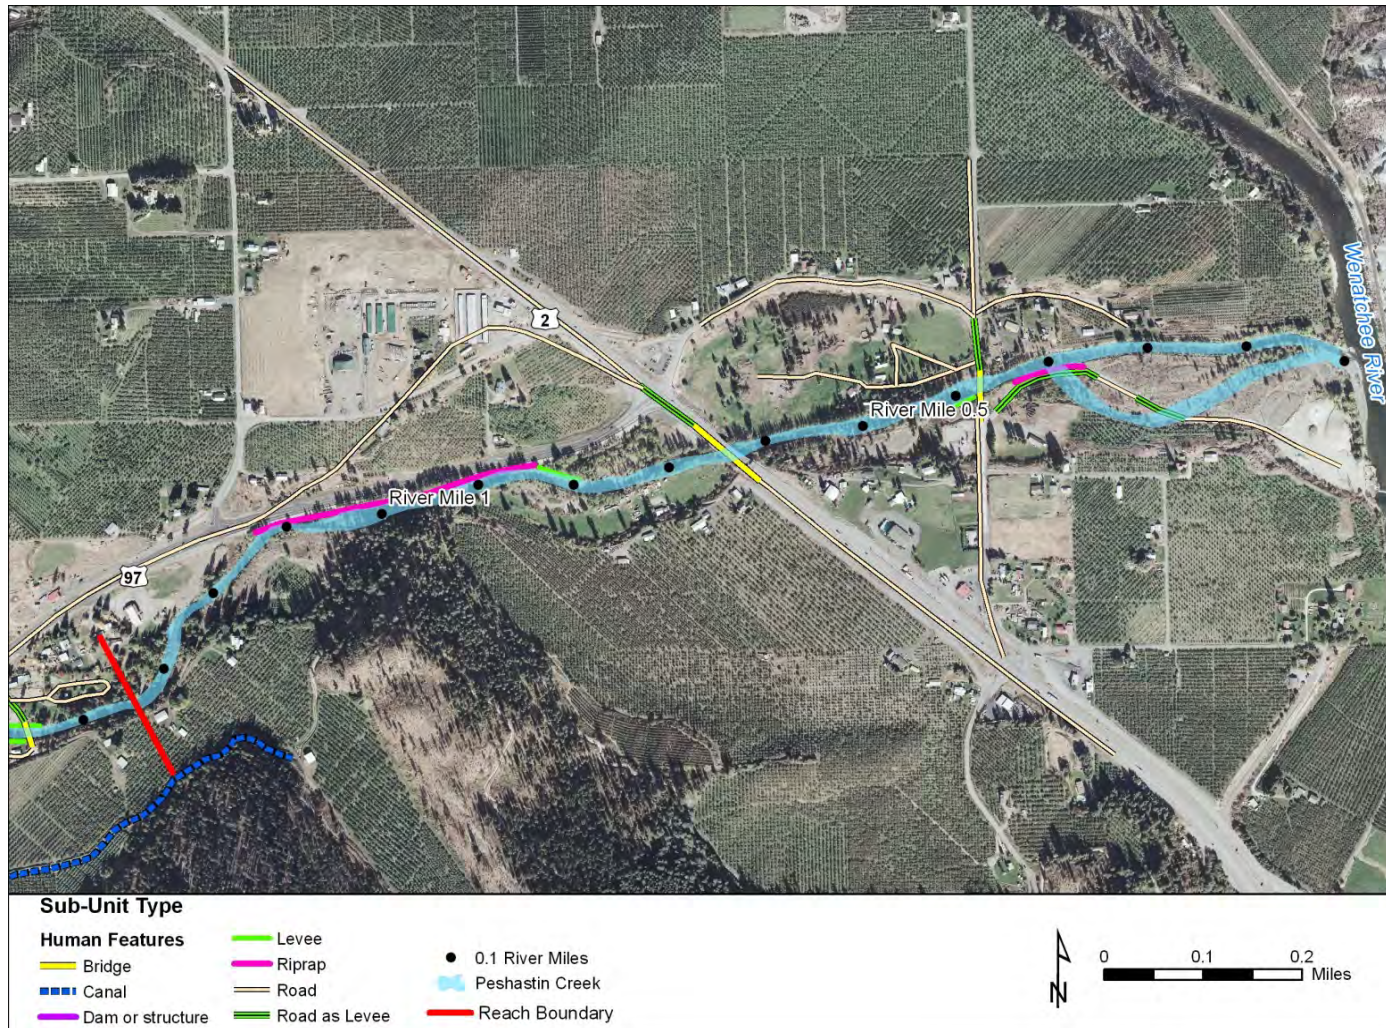 2
Wenatchee River
River Mile 0.5
River Mile 1
97
Sub-Unit Type
Human Features
Bridge
Canal
Dam or structure
Levee
Riprap
Road
Road as Levee
0.1 River Miles
Peshastin Creek
Reach Boundary
N
0 0.1 0.2
Miles